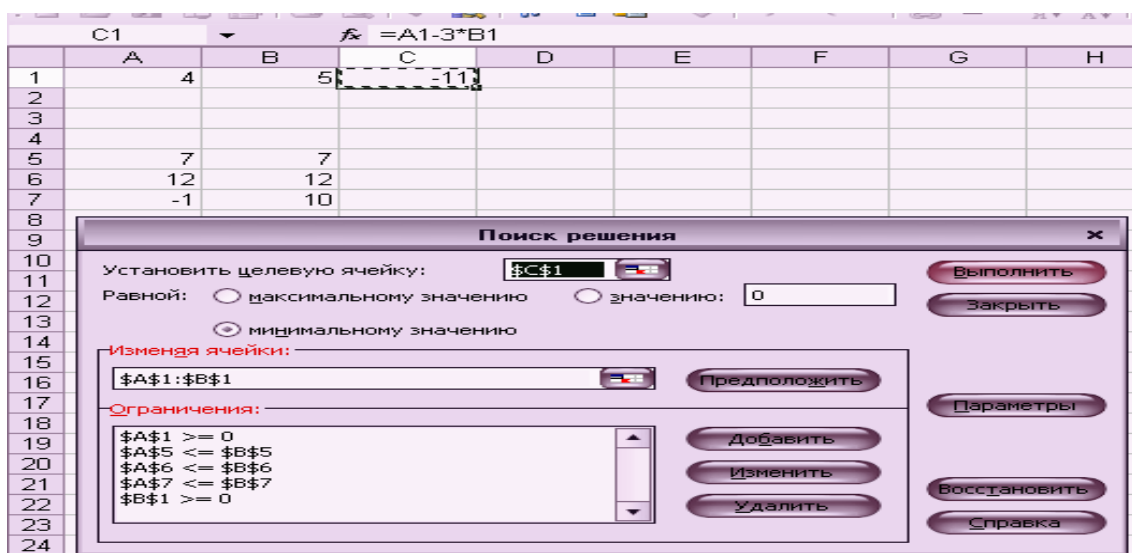 C1 fx =A1-3*B1
A B C D E F G H
1 4 5 -11
2
3
4
5 7 7
6 12 12
7 -1 10
8
9 Поиск решения
10
11 Установить целевую ячейку: $C$1 Выполнить
12 Равной: максимальному значению значению: 0 Закрыть
13
14 минимальному значению
15 Изменяя ячейки:
16 $A$1:$B$1 Предположить
17 Ограничения: Параметры
18
19 $A$1 >= 0 Добавить
20 $A$5 <= $B$5
21 $A$6 <= $B$6 Изменить
22 $A$7 <= $B$7 Восстановить
23 $B$1 >= 0 Удалить
24 Справка